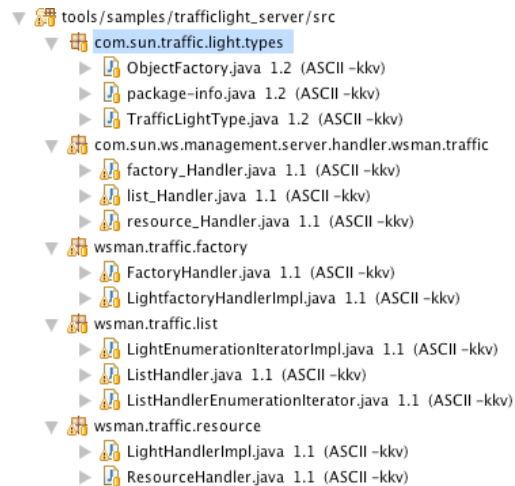 tools/samples/trafficlight_server/src
com.sun.traffic.light.types
ObjectFactory.java 1.2 (ASCII -kkv)
package-info.java 1.2 (ASCII -kkv)
TrafficLightType.java 1.2 (ASCII -kkv)
com.sun.ws.management.server.handler.wsman.traffic
factory_Handler.java 1.1 (ASCII -kkv)
list_Handler.java 1.1 (ASCII -kkv)
resource_Handler.java 1.1 (ASCII -kkv)
wsman.traffic.factory
FactoryHandler.java 1.1 (ASCII -kkv)
LightfactoryHandlerImpl.java 1.1 (ASCII -kkv)
wsman.traffic.list
LightEnumerationIteratorImpl.java 1.1 (ASCII -kkv)
ListHandler.java 1.1 (ASCII -kkv)
ListHandlerEnumerationIterator.java 1.1 (ASCII -kkv)
wsman.traffic.resource
LightHandlerImpl.java 1.1 (ASCII -kkv)
ResourceHandler.java 1.1 (ASCII -kkv)